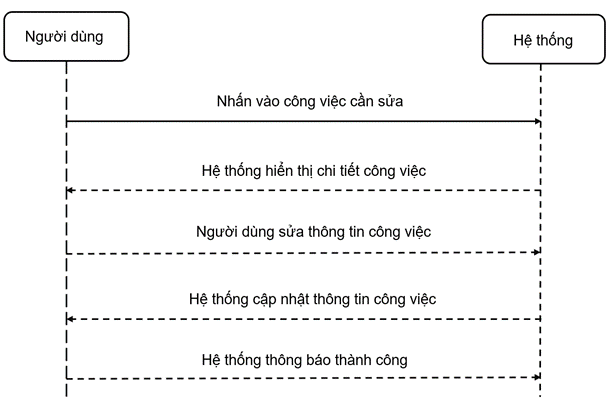 Người dùng
Hệ thống
Nhấn vào công việc cần sửa
Hệ thống hiển thị chi tiết công việc
Người dùng sửa thông tin công việc
Hệ thống cập nhật thông tin công việc
Hệ thống thông báo thành công